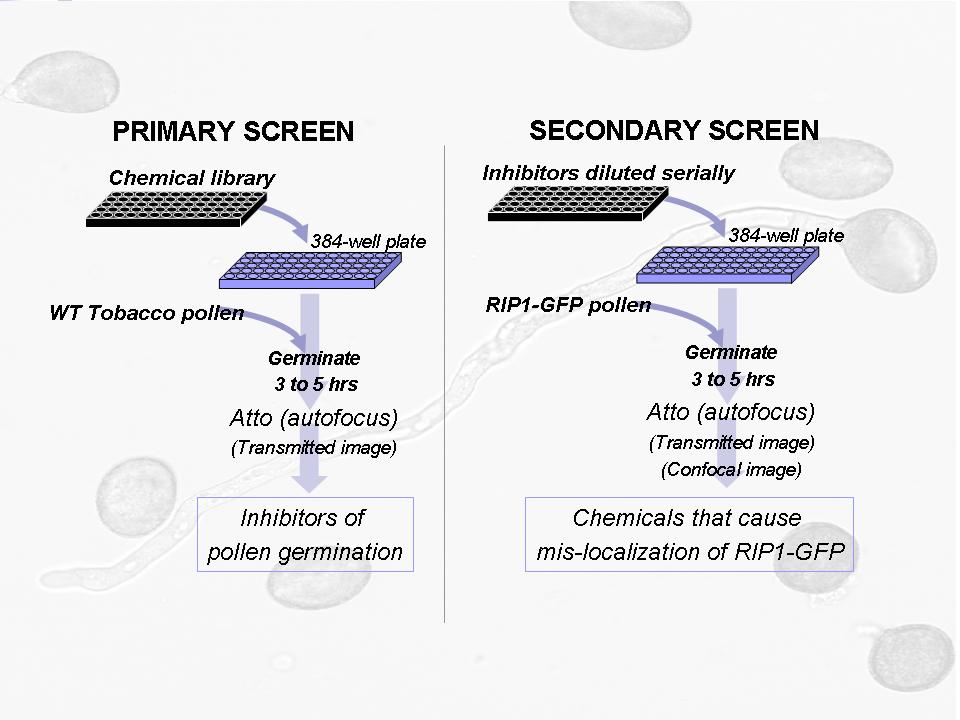 PRIMARY SCREEN
Chemical library
384-well plate
WT Tobacco pollen
Germinate
3 to 5 hrs
Atto (autofocus)
(Transmitted image)
Inhibitors of
pollen germination
SECONDARY SCREEN
Inhibitors diluted serially
384-well plate
RIP1-GFP pollen
Germinate
3 to 5 hrs
Atto (autofocus)
(Transmitted image)
(Confocal image)
Chemicals that cause
mis-localization of RIP1-GFP